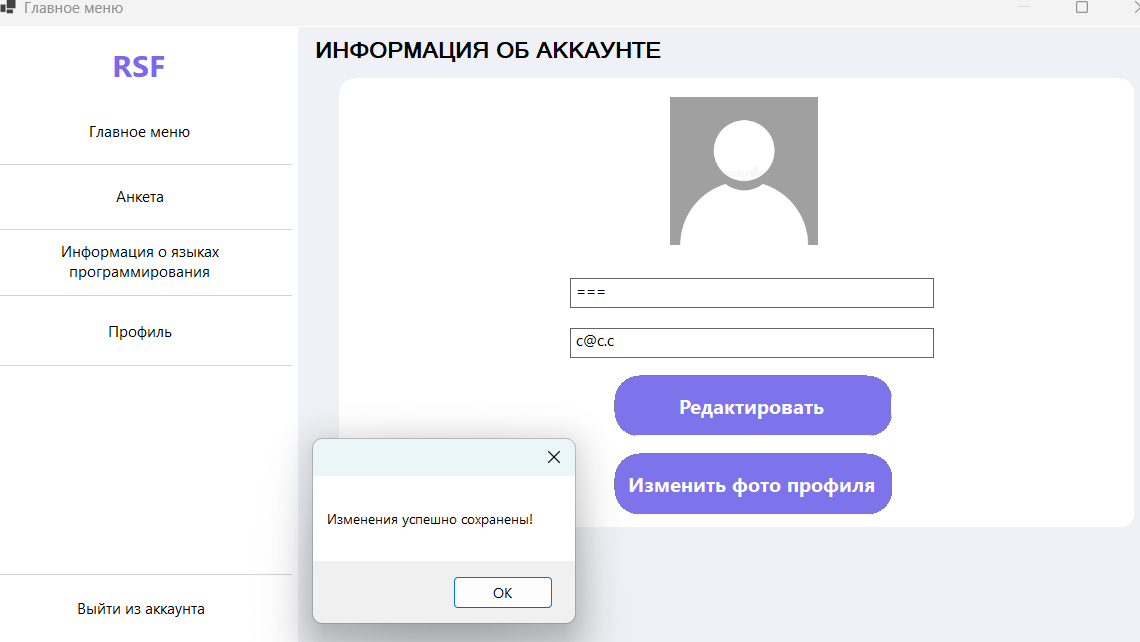 Главное меню
RSF
Главное меню
Анкета
Информация о языках
программирования
Профиль
Выйти из аккаунта
ИНФОРМАЦИЯ ОБ АККАУНТЕ
===
c@c.c
Редактировать
Изменить фото профиля
Изменения успешно сохранены!
ОК